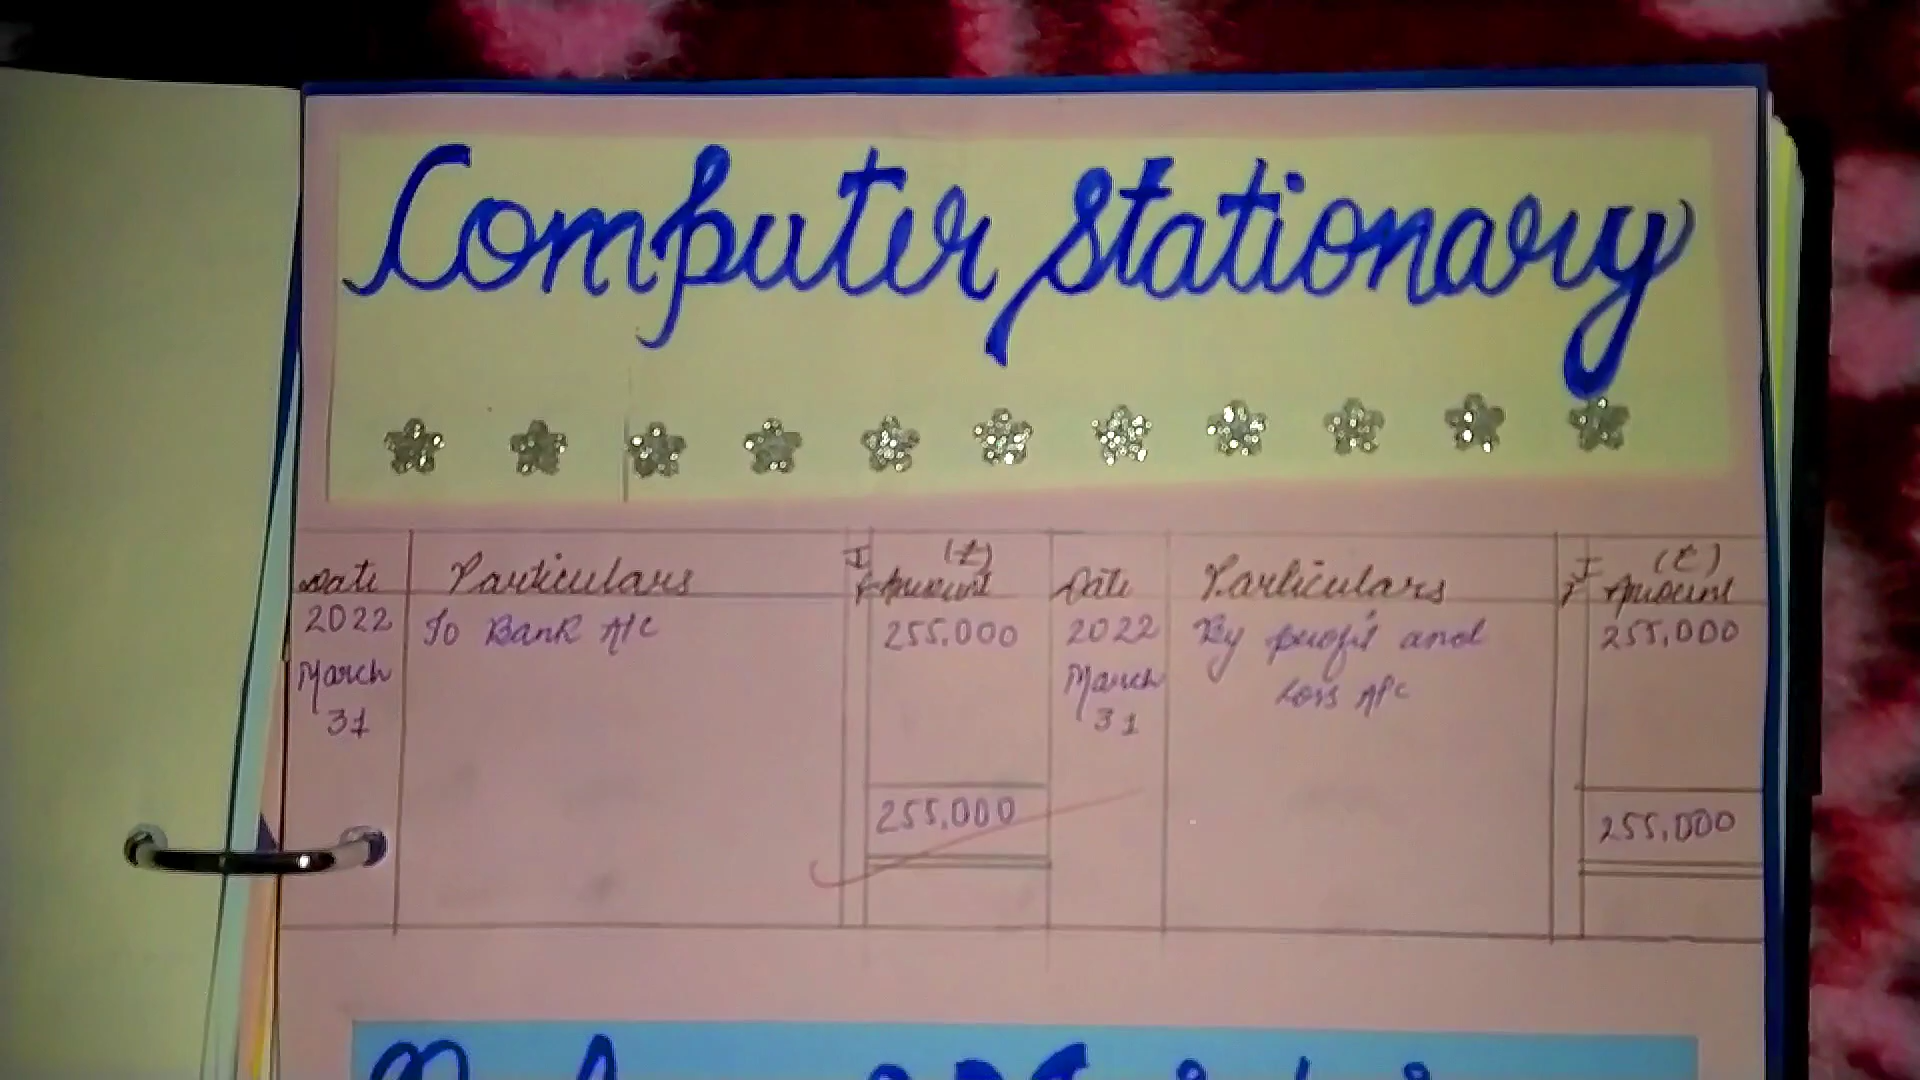 Computer Stationary
Date Particulars J F (₹) Amount Date Particulars J F (₹) Amount
2022 To Bank A/c 255,000 2022 By profit and 255,000
March March Loss A/c
31 31
255,000 255,000